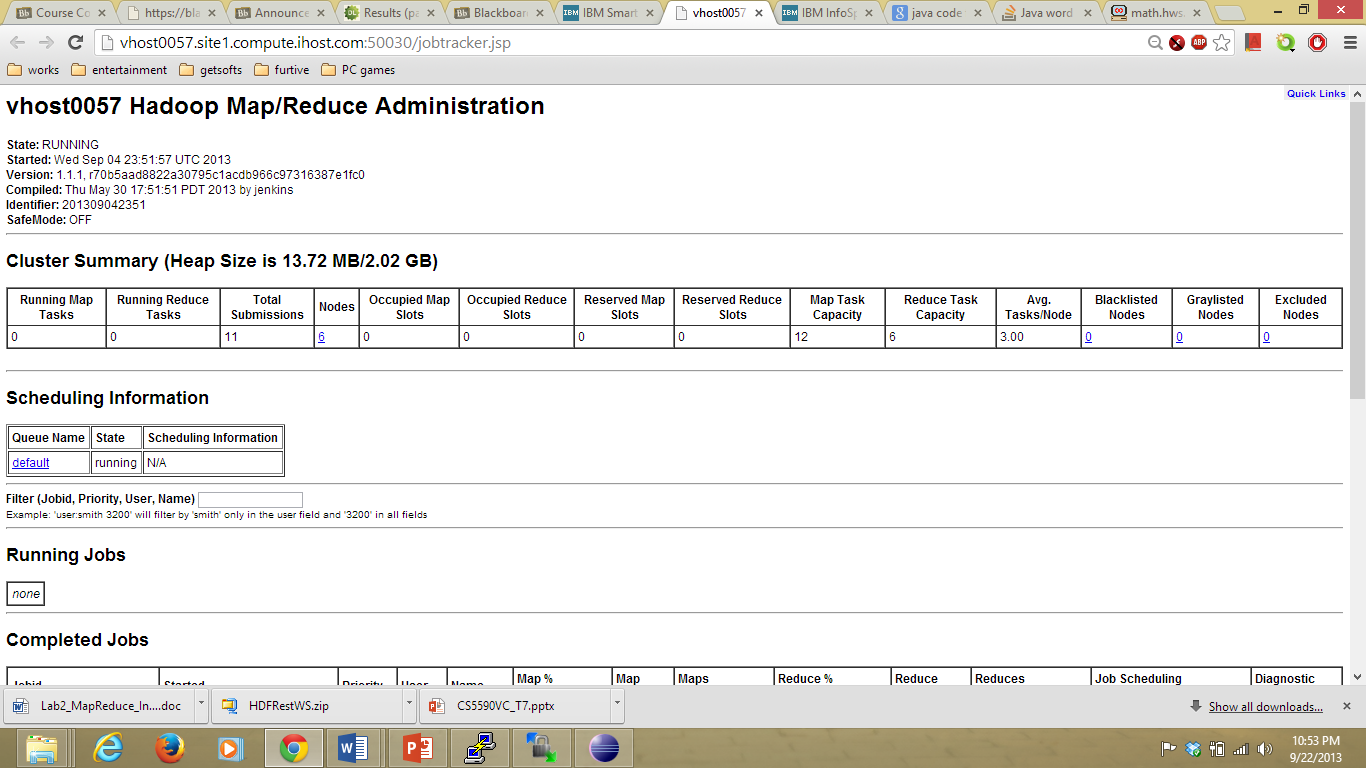 Course Co
https://bla
Announce
Results (pa
Blackboar
IBM Smart
vhost0057
IBM InfoSp
java code
Java word
math.hws.
vhost0057.site1.compute.ihost.com:50030/jobtracker.jsp
works entertainment getsofts furtive PC games
Quick Links
vhost0057 Hadoop Map/Reduce Administration
State: RUNNING
Started: Wed Sep 04 23:51:57 UTC 2013
Version: 1.1.1, r70b5aad8822a30795c1acdb966c97316387e1fc0
Compiled: Thu May 30 17:51:51 PDT 2013 by jenkins
Identifier: 201309042351
SafeMode: OFF
Cluster Summary (Heap Size is 13.72 MB/2.02 GB)
Running Map Tasks Running Reduce Tasks Total Submissions Nodes Occupied Map Slots Occupied Reduce Slots Reserved Map Slots Reserved Reduce Slots Map Task Capacity Reduce Task Capacity Avg. Tasks/Node Blacklisted Nodes Graylisted Nodes Excluded Nodes
0 0 11 6 0 0 0 0 12 6 3.00 0 0 0
Scheduling Information
Queue Name State Scheduling Information
default running N/A
Filter (Jobid, Priority, User, Name)
Example: 'user:smith 3200' will filter by 'smith' only in the user field and '3200' in all fields
Running Jobs
none
Completed Jobs
Jobid Started Priority User Name Map % Map Maps Reduce % Reduce Reduces Job Scheduling Diagnostic
Lab2_MapReduce_In....doc HDFRestWS.zip CS5590VC_T7.pptx Show all downloads...
10:53 PM
9/22/2013